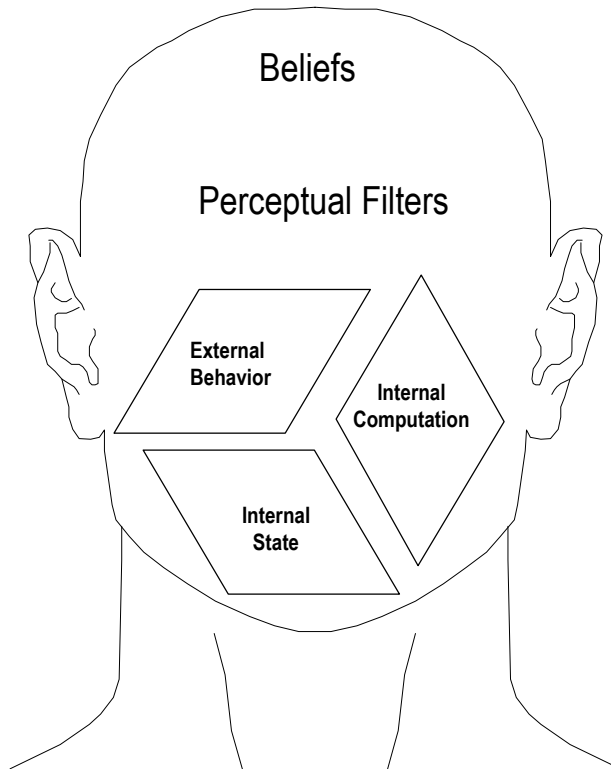 Beliefs
Perceptual Filters
External
Behavior
Internal
Computation
Internal
State